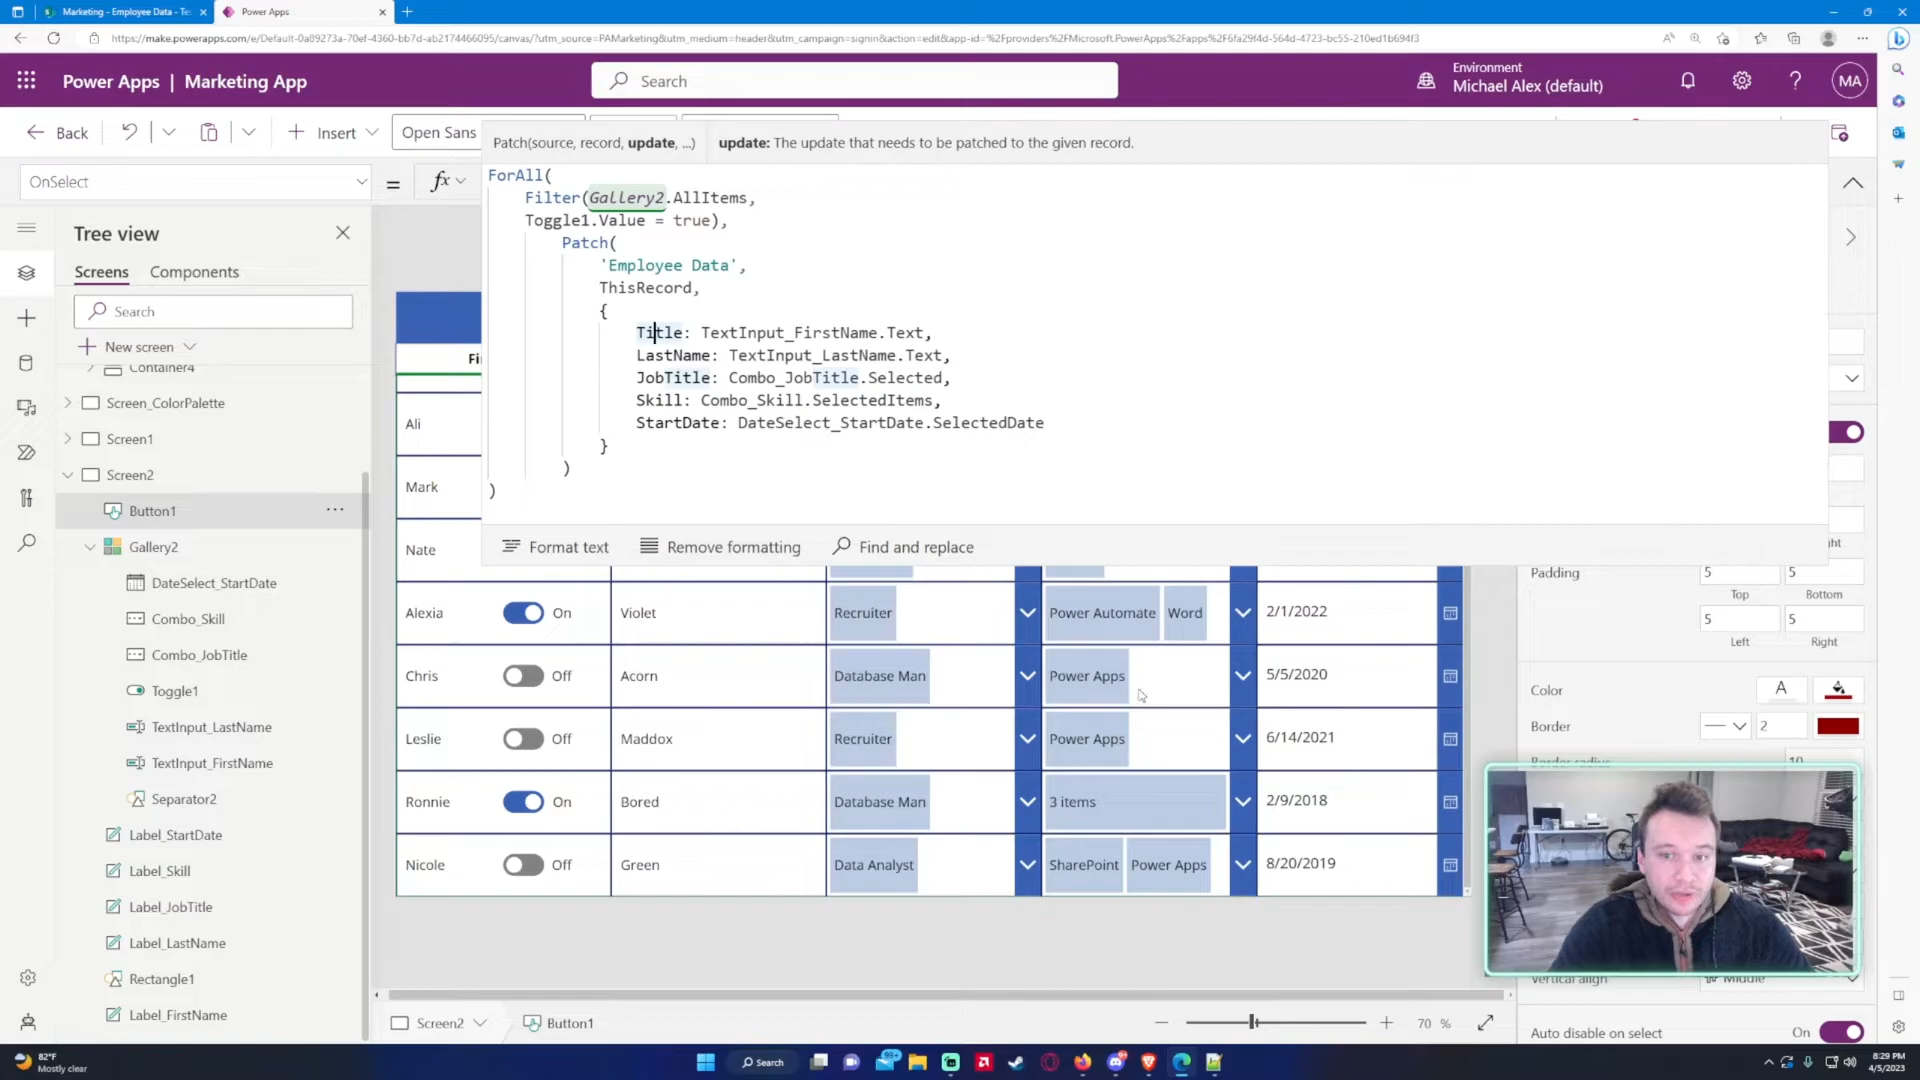 Marketing - Employee Data - Te
Power Apps
https://make.powerapps.com/e/Default-0a89273a-70ef-4360-bb7d-ab2174466095/canvas/?utm_source=PAMarketing&utm_medium=header&utm_campaign=signin&action=edit&app-id=%2Fproviders%2FMicrosoft.PowerApps%2Fapps%2F6fa29f4d-564d-4723-bc55-210ed1b694f3
Power Apps | Marketing App
Search
Environment
Michael Alex (default)
MA
Back
Insert
Open Sans
Patch(source, record, update, ...)
update: The update that needs to be patched to the given record.
OnSelect
=
fx
ForAll(
Filter(Gallery2.AllItems,
Toggle1.Value = true),
Patch(
'Employee Data',
ThisRecord,
{
Title: TextInput_FirstName.Text,
LastName: TextInput_LastName.Text,
JobTitle: Combo_JobTitle.Selected,
Skill: Combo_Skill.SelectedItems,
StartDate: DateSelect_StartDate.SelectedDate
}
)
)
Format text
Remove formatting
Find and replace
Tree view
Screens
Components
Search
New screen
Container4
Screen_ColorPalette
Screen1
Screen2
Button1
Gallery2
DateSelect_StartDate
Combo_Skill
Combo_JobTitle
Toggle1
TextInput_LastName
TextInput_FirstName
Separator2
Label_StartDate
Label_Skill
Label_JobTitle
Label_LastName
Rectangle1
Label_FirstName
Fi
Ali
Mark
Nate
Alexia On Violet Recruiter Power Automate Word 2/1/2022
Chris Off Acorn Database Man Power Apps 5/5/2020
Leslie Off Maddox Recruiter Power Apps 6/14/2021
Ronnie On Bored Database Man 3 items 2/9/2018
Nicole Off Green Data Analyst SharePoint Power Apps 8/20/2019
ht
Padding
5 5
Top Bottom
5 5
Left Right
Color
A
Border
2
Border radius
10
Vertical align
Middle
Auto disable on select
On
Screen2
Button1
70 %
82°F
Mostly clear
Search
99+
8:29 PM
4/5/2023